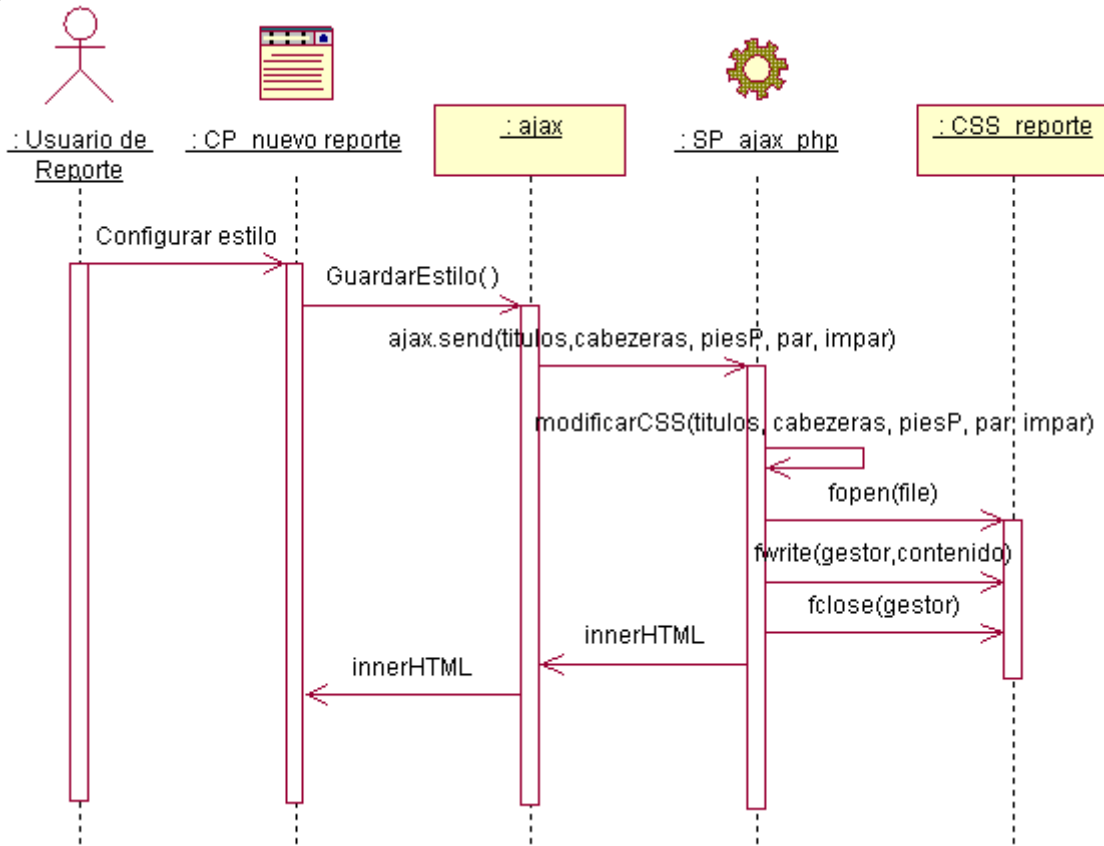 : Usuario de
Reporte
: CP_nuevo reporte
: ajax
: SP_ajax_php
: CSS_reporte
Configurar estilo
GuardarEstilo( )
ajax.send(titulos,cabezeras, piesP, par, impar)
modificarCSS(titulos, cabezeras, piesP, par, impar)
fopen(file)
fwrite(gestor,contenido)
fclose(gestor)
innerHTML
innerHTML